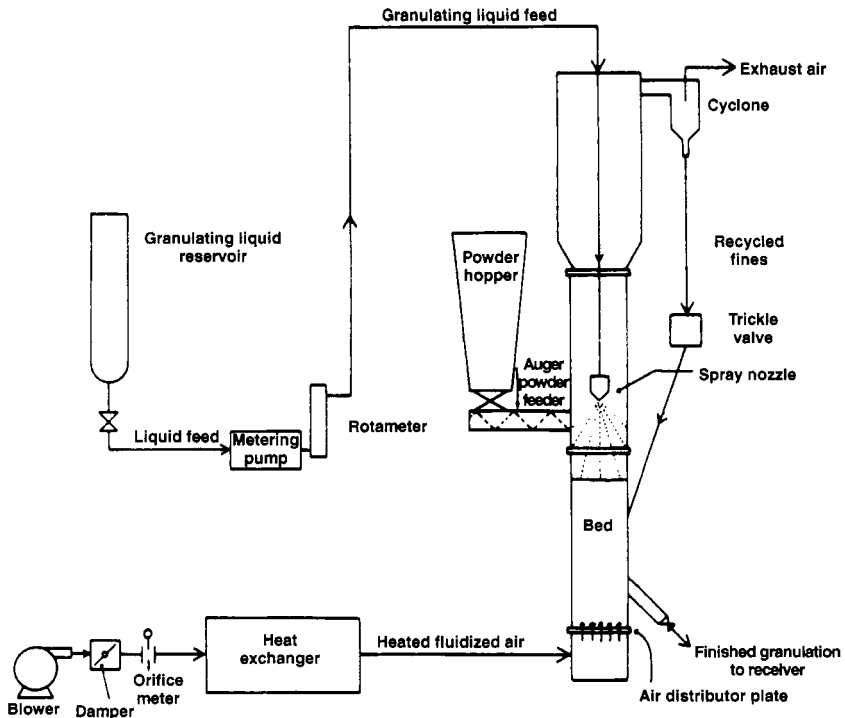 Granulating liquid feed
Exhaust air
Cyclone
Granulating liquid
reservoir
Powder
hopper
Recycled
fines
Trickle
valve
Auger
powder
feeder
Spray nozzle
Rotameter
Liquid feed
Metering
pump
Bed
Heat
exchanger
Heated fluidized air
Finished granulation
to receiver
Orifice
meter
Air distributor plate
Blower
Damper